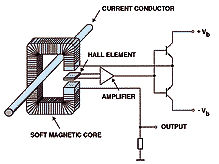 CURRENT CONDUCTOR
+Vb
HALL ELEMENT
AMPLIFIER
-Vb
SOFT MAGNETIC CORE
OUTPUT